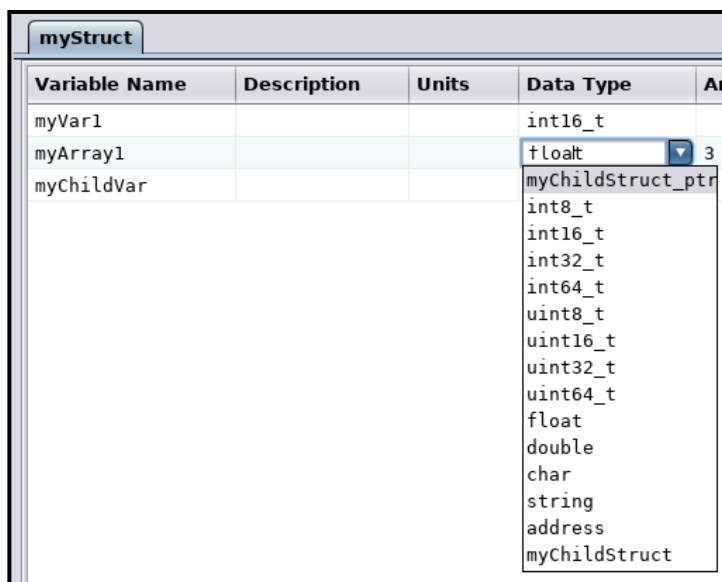 myStruct
Variable Name Description Units Data Type
myVar1 int16_t
myArray1 float 3
myChildVar
myChildStruct_ptr
int8_t
int16_t
int32_t
int64_t
uint8_t
uint16_t
uint32_t
uint64_t
float
double
char
string
address
myChildStruct